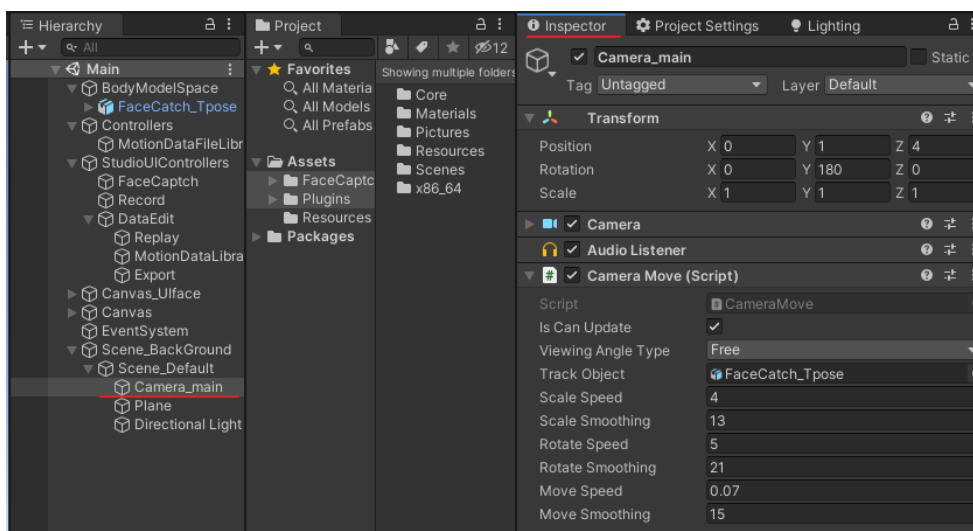 Hierarchy
All
Main
BodyModelSpace
FaceCatch_Tpose
Controllers
MotionDataFileLibr
StudioUIControllers
FaceCaptch
Record
DataEdit
Replay
MotionDataLibra
Export
Canvas_UIface
Canvas
EventSystem
Scene_BackGround
Scene_Default
Camera_main
Plane
Directional Light
Project
12
Favorites
All Materia
All Models
All Prefabs
Assets
FaceCaptc
Plugins
Resources
Packages
Showing multiple folders
Core
Materials
Pictures
Resources
Scenes
x86_64
Inspector Project Settings Lighting
Camera_main Static
Tag Untagged Layer Default
Transform
Position X 0 Y 1 Z 4
Rotation X 0 Y 180 Z 0
Scale X 1 Y 1 Z 1
Camera
Audio Listener
# Camera Move (Script)
Script CameraMove
Is Can Update
Viewing Angle Type Free
Track Object FaceCatch_Tpose
Scale Speed 4
Scale Smoothing 13
Rotate Speed 5
Rotate Smoothing 21
Move Speed 0.07
Move Smoothing 15